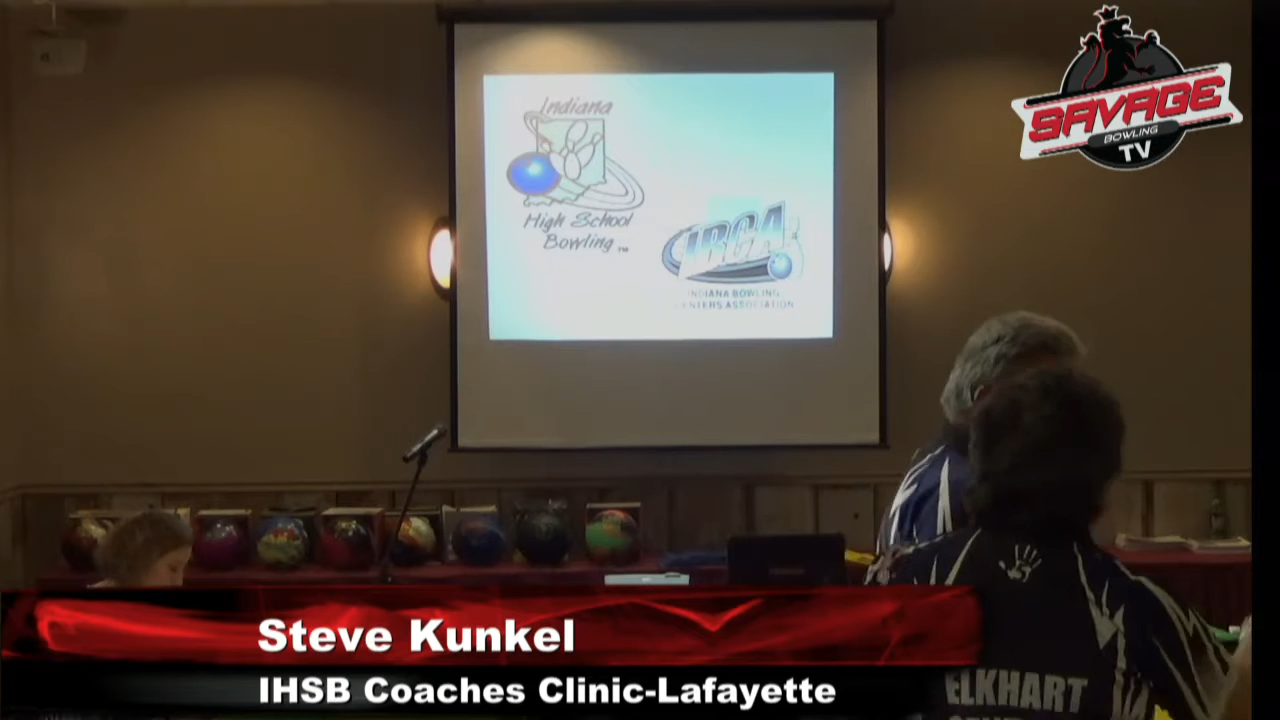 SAVAGE
BOWLING
TV
Indiana
High School
Bowling TM
IBCA
INDIANA BOWLING
CENTERS ASSOCIATION
Steve Kunkel
IHSB Coaches Clinic-Lafayette
ELKHART